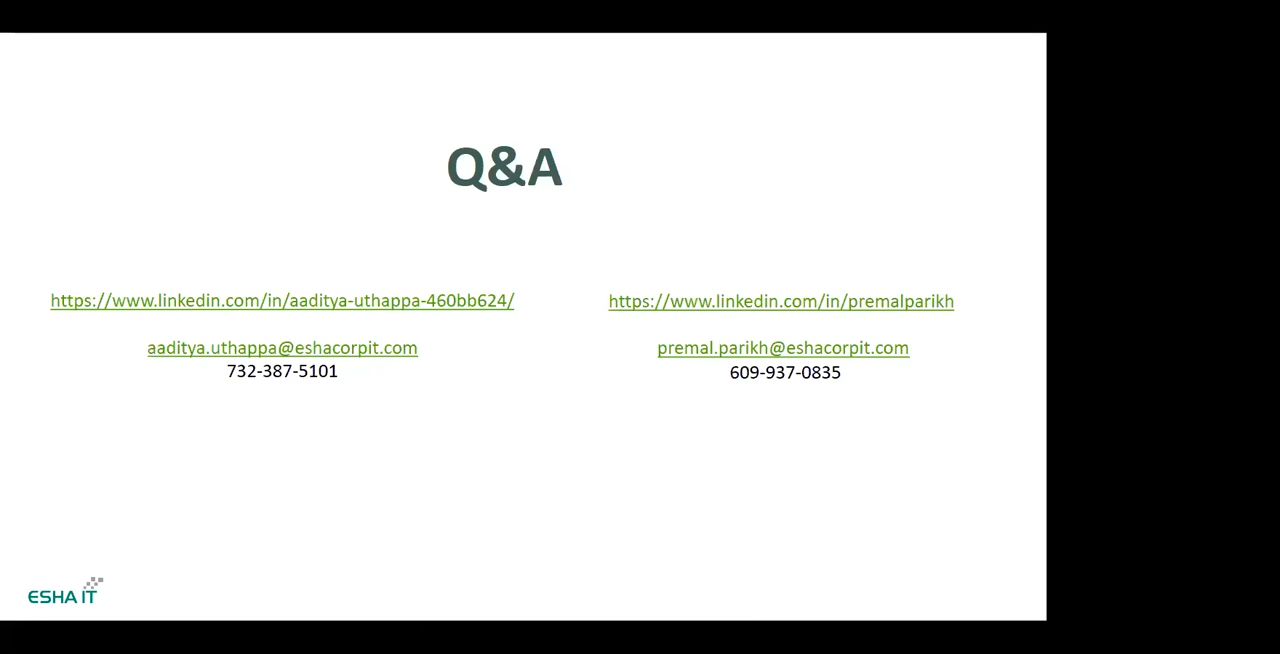 Q&A
https://www.linkedin.com/in/aaditya-uthappa-460bb624/
aaditya.uthappa@eshacorpit.com
732-387-5101
https://www.linkedin.com/in/premalparikh
premal.parikh@eshacorpit.com
609-937-0835
ESHA IT